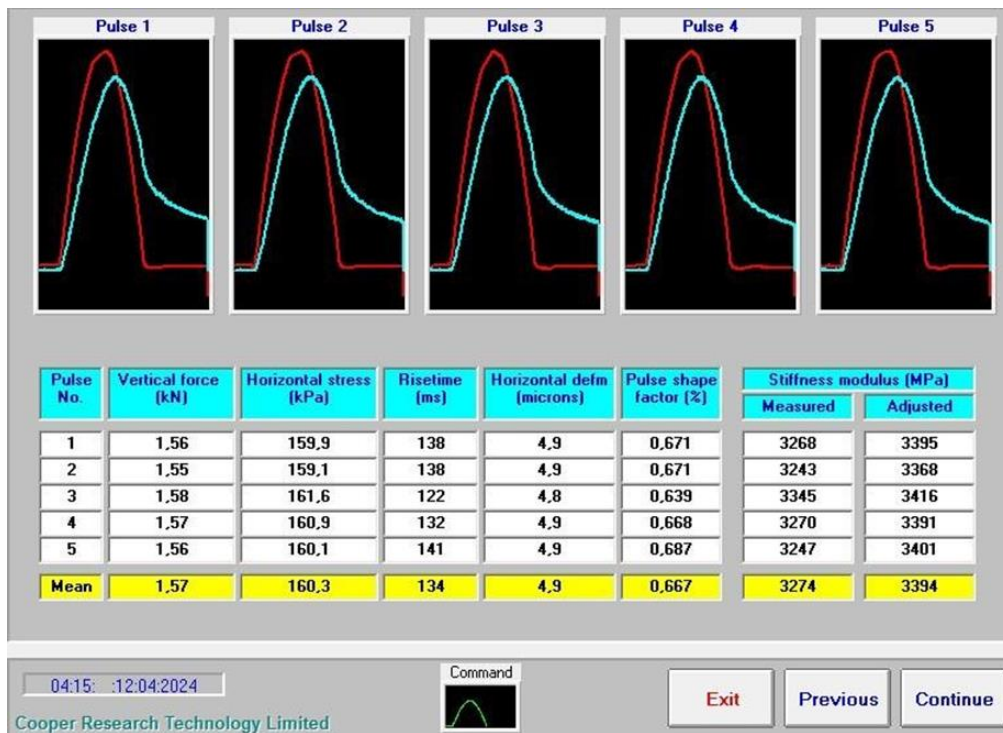 Pulse 1 Pulse 2 Pulse 3 Pulse 4 Pulse 5
Pulse No. Vertical force (kN) Horizontal stress (kPa) Risetime (ms) Horizontal defm (microns) Pulse shape factor (%) Stiffness modulus (MPa)
Measured Adjusted
1 1,56 159,9 138 4,9 0,671 3268 3395
2 1,55 159,1 138 4,9 0,671 3243 3368
3 1,58 161,6 122 4,8 0,639 3345 3416
4 1,57 160,9 132 4,9 0,668 3270 3391
5 1,56 160,1 141 4,9 0,687 3247 3401
Mean 1,57 160,3 134 4,9 0,667 3274 3394
04:15: :12:04:2024
Command
Exit Previous Continue
Cooper Research Technology Limited